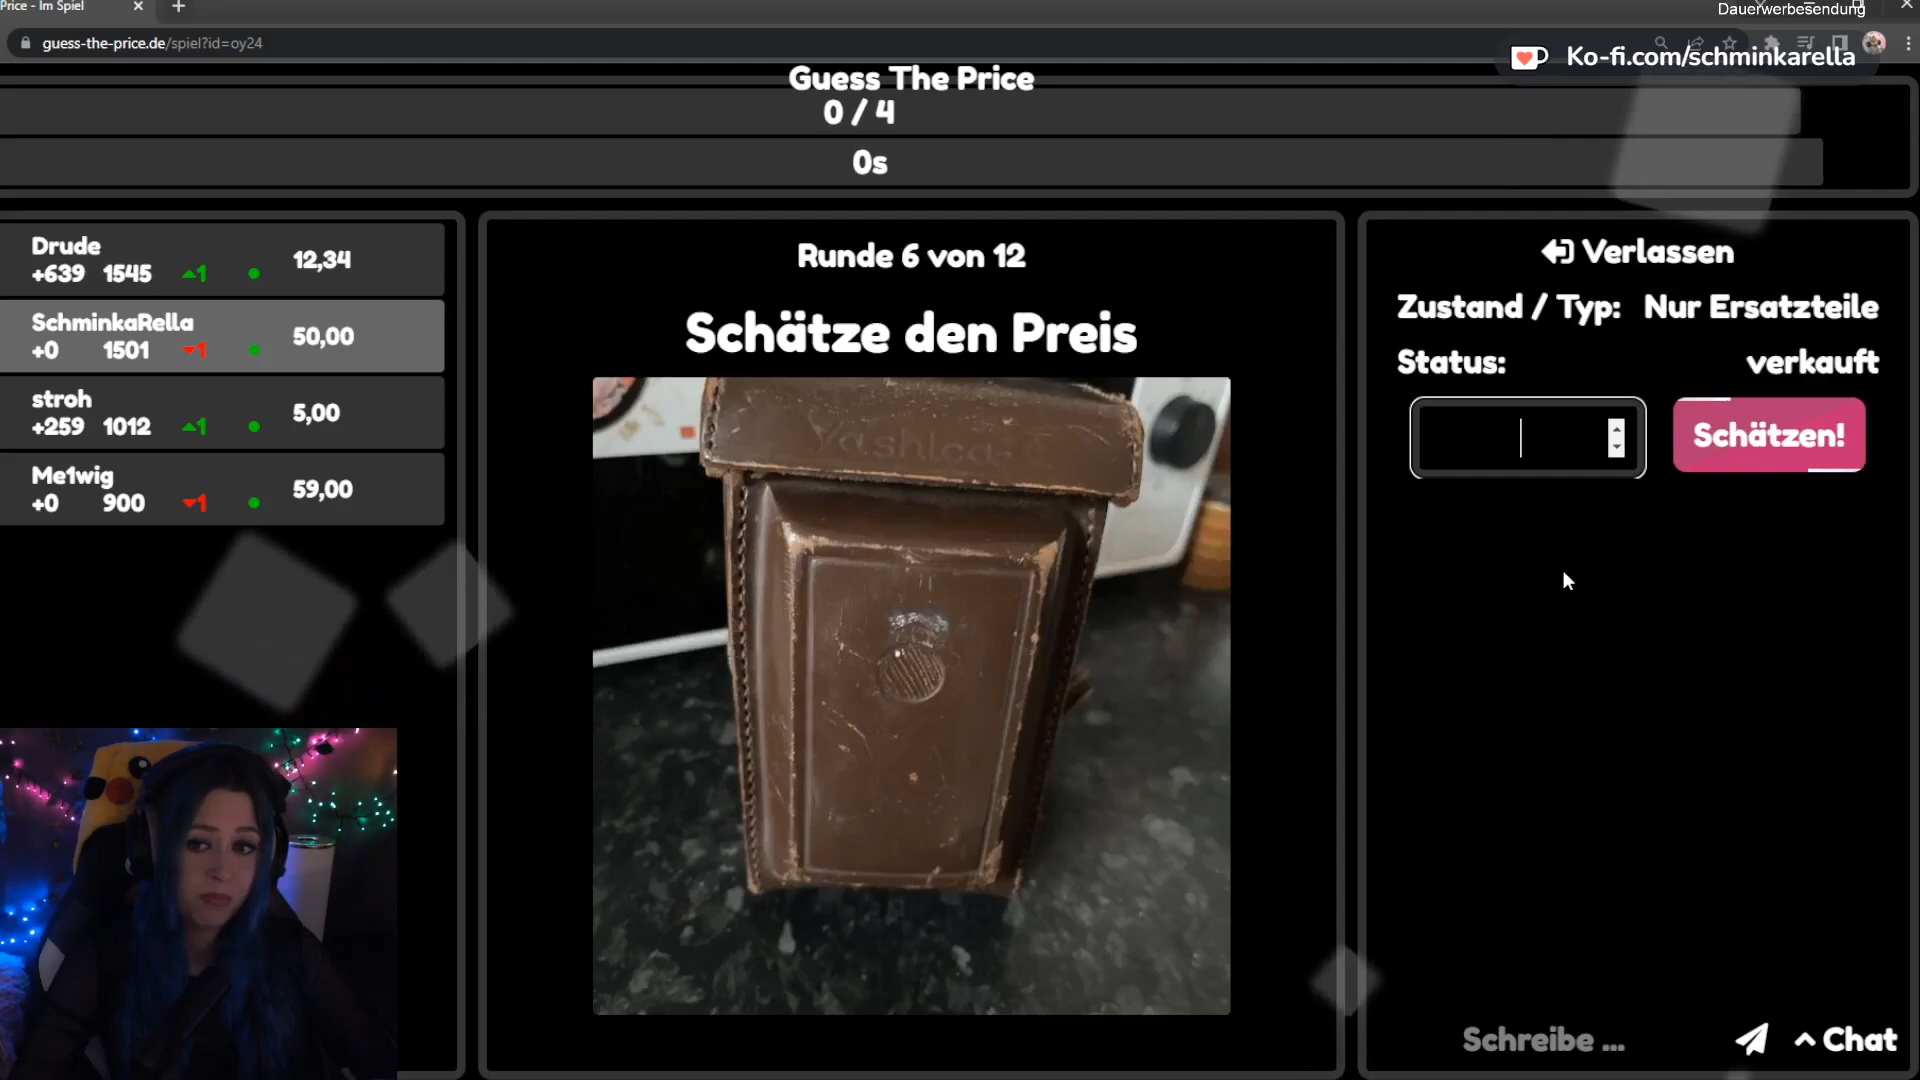 Price - Im Spiel
Dauerwerbesendung
guess-the-price.de/spiel?id=oy24
Ko-fi.com/schminkarella
Guess The Price
0 / 4
0s
Drude
+639 1545 1
12,34
SchminkaRella
+0 1501 1
50,00
stroh
+259 1012 1
5,00
Me1wig
+0 900 1
59,00
Runde 6 von 12
Schätze den Preis
Yashica-C
Verlassen
Zustand / Typ: Nur Ersatzteile
Status: verkauft
Schätzen!
Schreibe ...
Chat